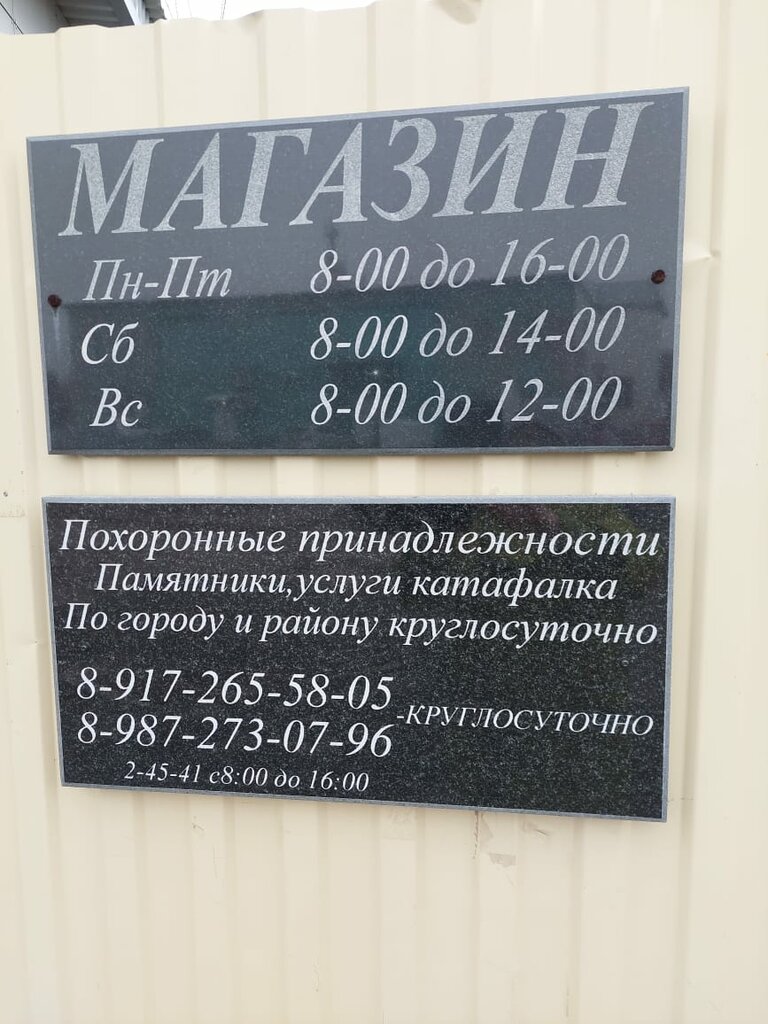 МАГАЗИН
Пн-Пт 8-00 до 16-00
Сб 8-00 до 14-00
Вс 8-00 до 12-00
Похоронные принадлежности
Памятники,услуги катафалка
По городу и району круглосуточно
8-917-265-58-05
8-987-273-07-96 -КРУГЛОСУТОЧНО
2-45-41 с8:00 до 16:00